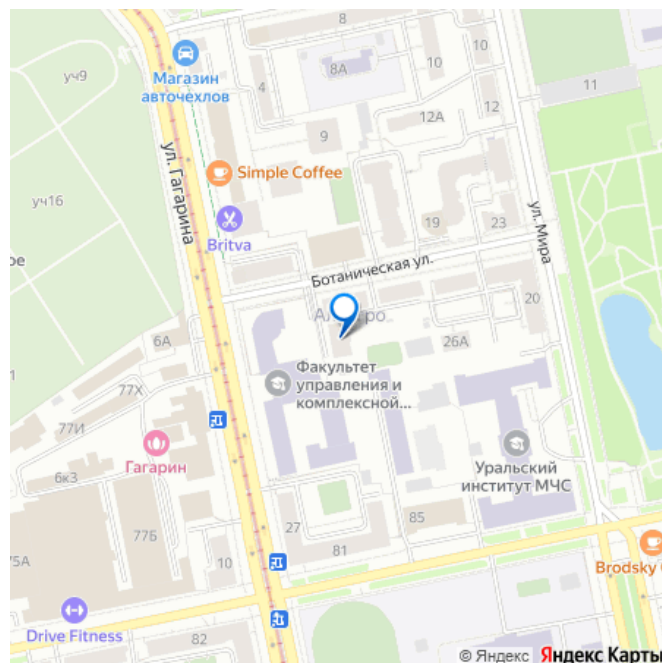 8
уч9
Магазин
авточехлов
4
8А
10
10
11
12
12А
9
ул. Гагарина
Simple Coffee
уч16
Britva
19
23
ул. Мира
ое
Ботаническая ул.
20
6А
26А
Факультет
управления и
комплексной...
77Х
77И
Гагарин
Уральский
институт МЧС
6к3
77Б
27
85
75А
10
81
Brodsky
Drive Fitness
82
© Яндекс Яндекс Карты